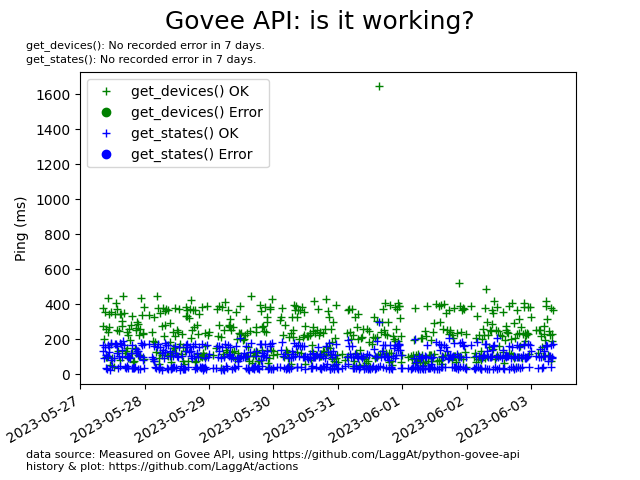 Govee API: is it working?
get_devices(): No recorded error in 7 days.
get_states(): No recorded error in 7 days.
get_devices() OK
get_devices() Error
get_states() OK
get_states() Error
Ping (ms)
1600
1400
1200
1000
800
600
400
200
0
2023-05-27
2023-05-28
2023-05-29
2023-05-30
2023-05-31
2023-06-01
2023-06-02
2023-06-03
data source: Measured on Govee API, using https://github.com/LaggAt/python-govee-api
history & plot: https://github.com/LaggAt/actions